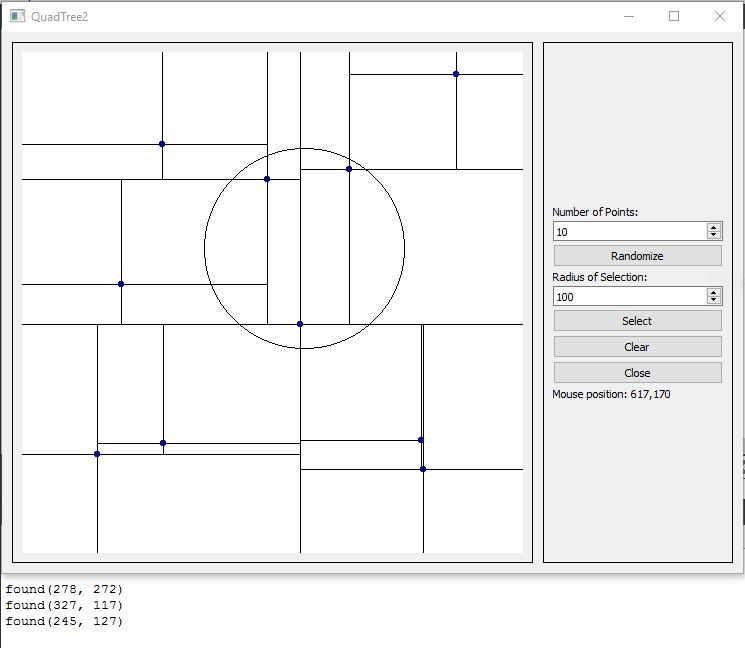 QuadTree2
Number of Points:
10
Randomize
Radius of Selection:
100
Select
Clear
Close
Mouse position: 617,170
found(278, 272)
found(327, 117)
found(245, 127)